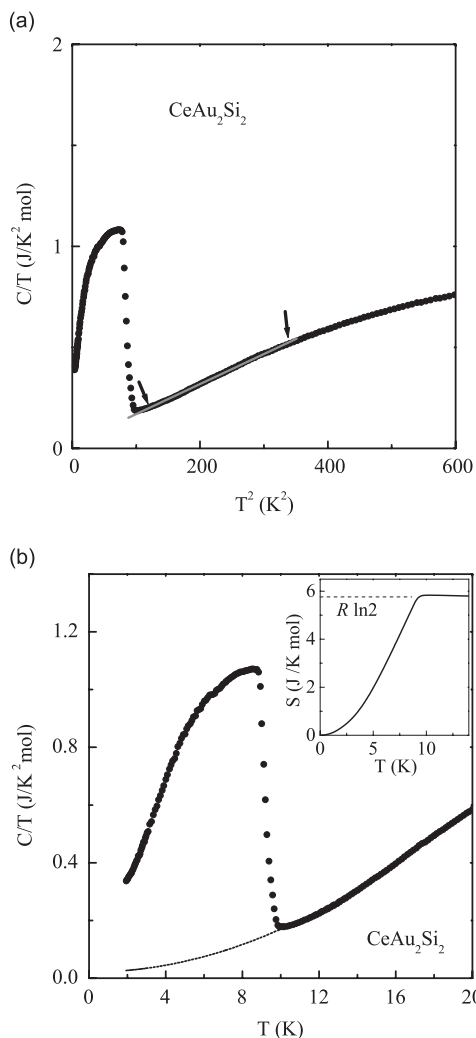 (a)
2
CeAu₂Si₂
C/T (J/K² mol)
1
0
0 200 400 600
T² (K²)
(b)
1.2
0.8
0.4
0.0
C/T (J/K²mol)
6
4
2
0
R ln2
S (J /K mol)
0 5 10
T (K)
CeAu₂Si₂
0 4 8 12 16 20
T (K)